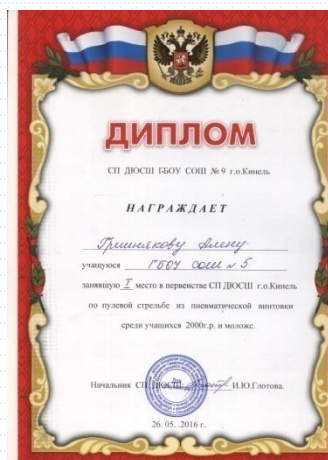 ДИПЛОМ
СП ДЮСШ ГБОУ СОШ № 9 г.о.Кинель
НАГРАЖДАЕТ
Гришнякову Алену
учащуюся ГБОУ СОШ № 5
занявшую I место в первенстве СП ДЮСШ г.о.Кинель
по пулевой стрельбе из пневматической винтовки
среди учащихся 2000г.р. и моложе.
Начальник СП ДЮСШ И.Ю.Глотова.
26. 05. .2016 г.